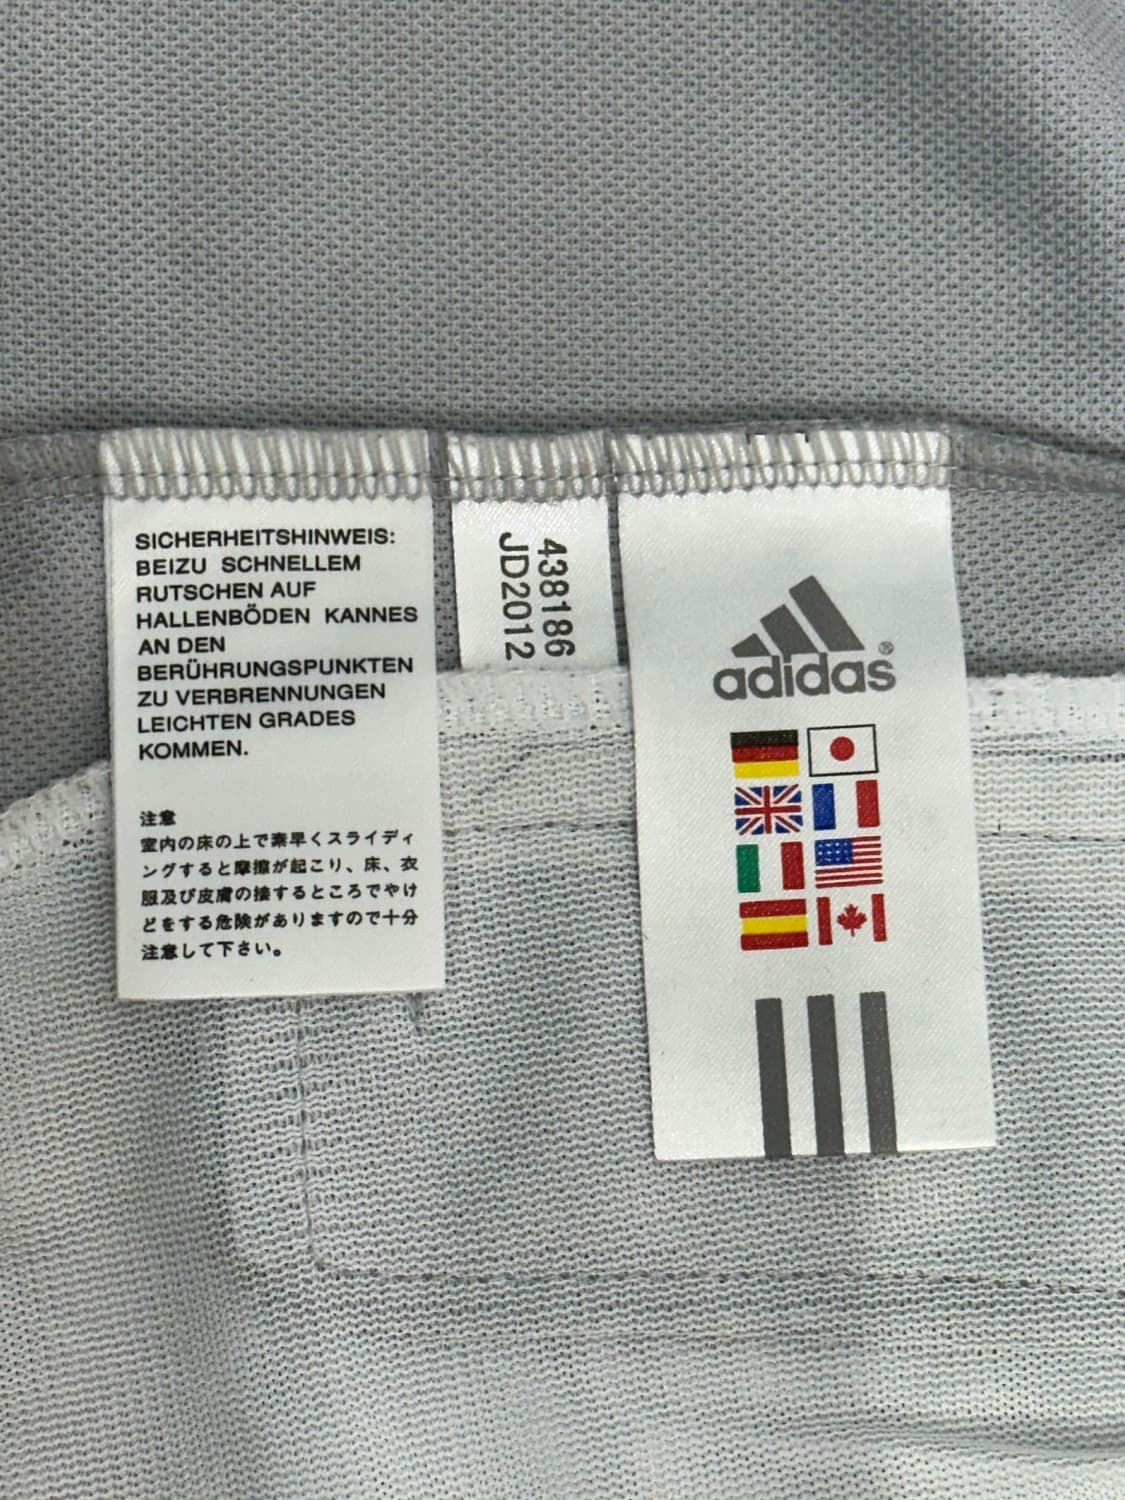 SICHERHEITSHINWEIS:
BEIZU SCHNELLEM
RUTSCHEN AUF
HALLENBÖDEN KANNES
AN DEN
BERÜHRUNGSPUNKTEN
ZU VERBRENNUNGEN
LEICHTEN GRADES
KOMMEN.
注意
室内の床の上で素早くスライディ
ングすると摩擦が起こり、床、衣
服及び皮膚の接するところでやけ
どをする危険がありますので十分
注意して下さい。
438186
JD2012
adidas®